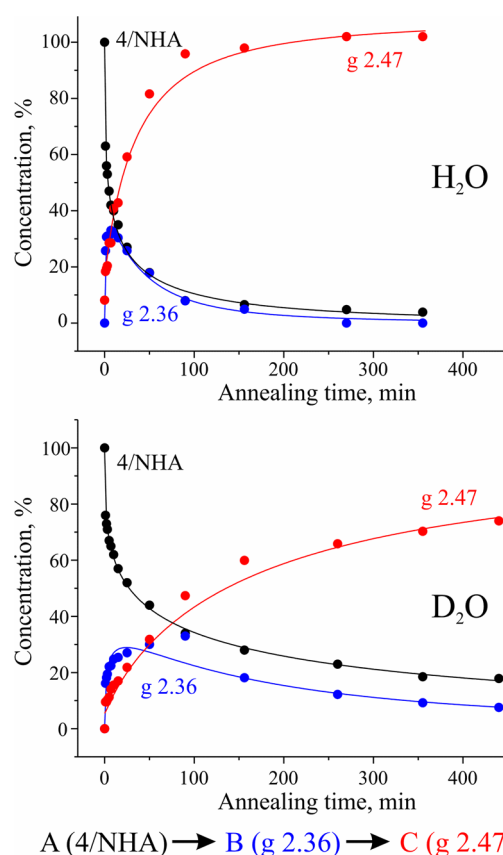 4/NHA
g 2.47
g 2.36
H₂O
Concentration, %
100
80
60
40
20
0
0 100 200 300 400
Annealing time, min
4/NHA
g 2.47
g 2.36
D₂O
Concentration, %
100
80
60
40
20
0
0 100 200 300 400
Annealing time, min
A (4/NHA) → B (g 2.36) → C (g 2.47